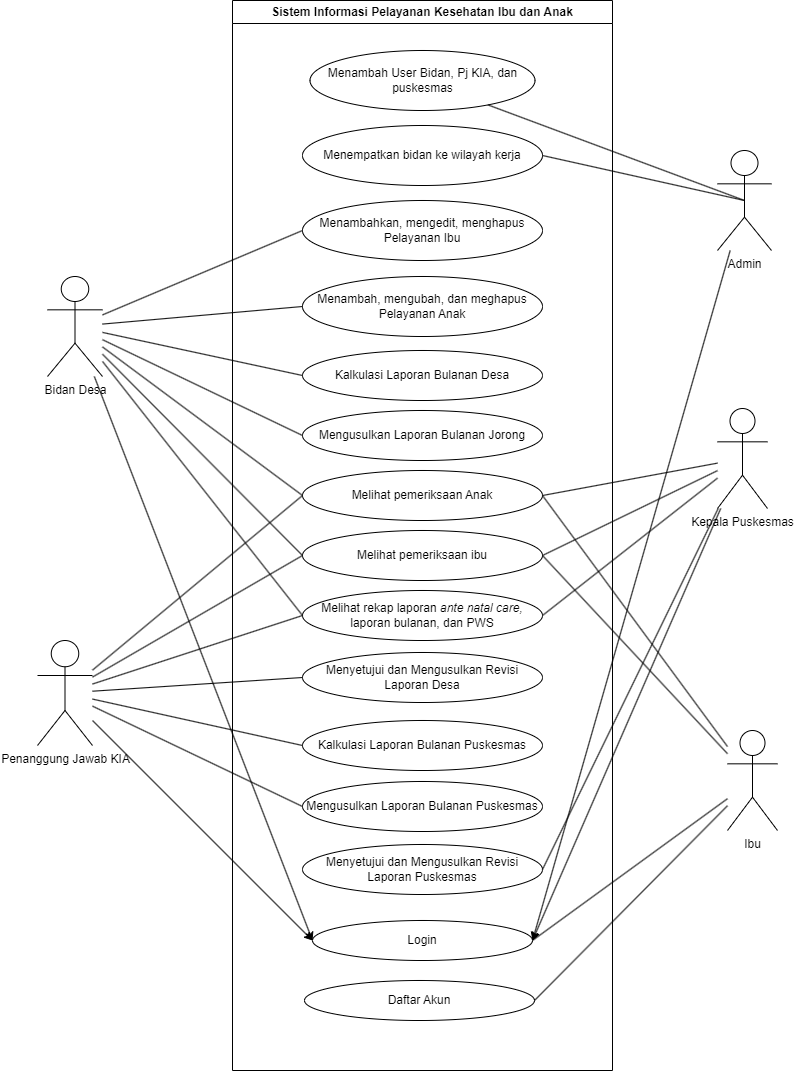 Sistem Informasi Pelayanan Kesehatan Ibu dan Anak
Menambah User Bidan, Pj KIA, dan
puskesmas
Menempatkan bidan ke wilayah kerja
Admin
Menambahkan, mengedit, menghapus
Pelayanan Ibu
Menambah, mengubah, dan meghapus
Pelayanan Anak
Bidan Desa
Kalkulasi Laporan Bulanan Desa
Mengusulkan Laporan Bulanan Jorong
Melihat pemeriksaan Anak
Kepala Puskesmas
Melihat pemeriksaan ibu
Melihat rekap laporan ante natal care,
laporan bulanan, dan PWS
Menyetujui dan Mengusulkan Revisi
Laporan Desa
Penanggung Jawab KIA
Kalkulasi Laporan Bulanan Puskesmas
Mengusulkan Laporan Bulanan Puskesmas
Ibu
Menyetujui dan Mengusulkan Revisi
Laporan Puskesmas
Login
Daftar Akun